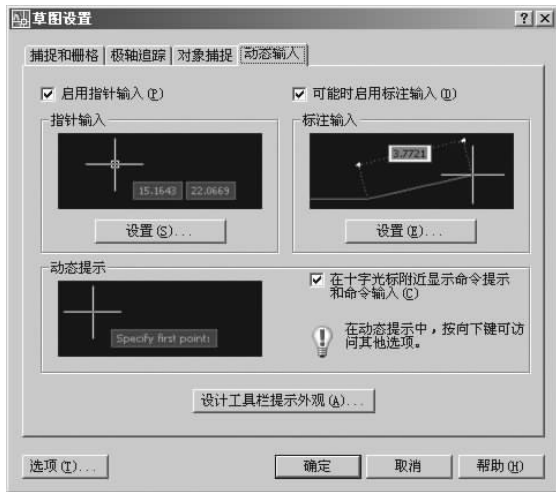 草图设置
捕捉和栅格 极轴追踪 对象捕捉 动态输入
启用指针输入(P)
可能时启用标注输入(D)
指针输入
标注输入
15.1643 22.0669
3.7721
设置(S)...
设置(E)...
动态提示
在十字光标附近显示命令提示
和命令输入(C)
Specify first point:
在动态提示中，按向下键可访
问其他选项。
设计工具栏提示外观(A)...
选项(T)... 确定 取消 帮助(H)